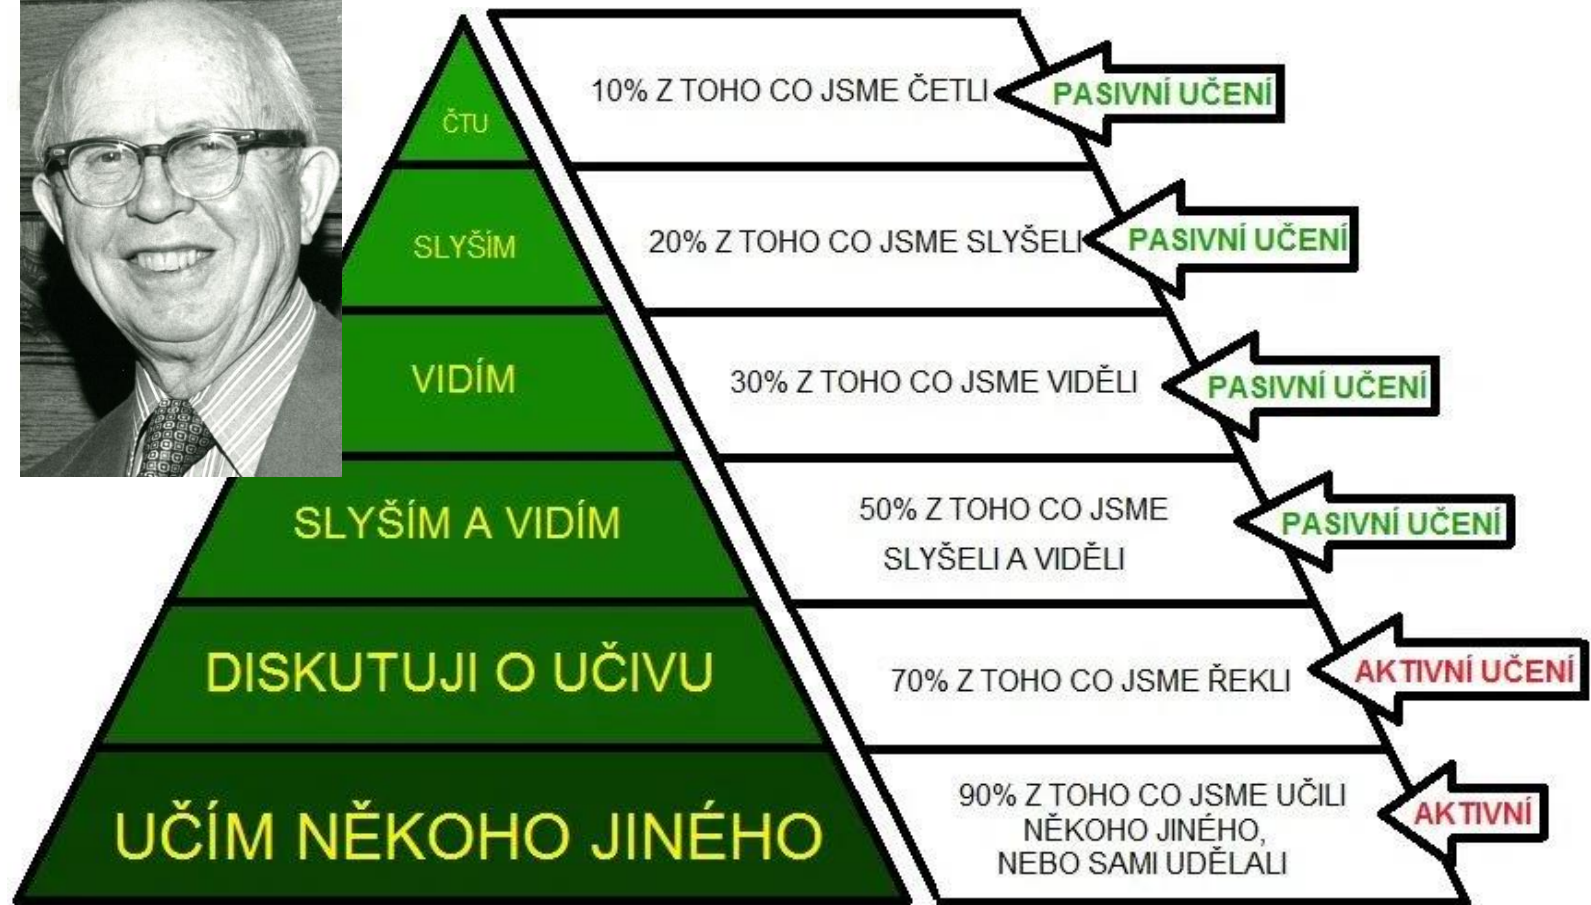 ČTU
10% Z TOHO CO JSME ČETLI
PASIVNÍ UČENÍ
SLYŠÍM
20% Z TOHO CO JSME SLYŠELI
PASIVNÍ UČENÍ
VIDÍM
30% Z TOHO CO JSME VIDĚLI
PASIVNÍ UČENÍ
SLYŠÍM A VIDÍM
50% Z TOHO CO JSME
SLYŠELI A VIDĚLI
PASIVNÍ UČENÍ
DISKUTUJI O UČIVU
70% Z TOHO CO JSME ŘEKLI
AKTIVNÍ UČENÍ
UČÍM NĚKOHO JINÉHO
90% Z TOHO CO JSME UČILI
NĚKOHO JINÉHO,
NEBO SAMI UDĚLALI
AKTIVNÍ